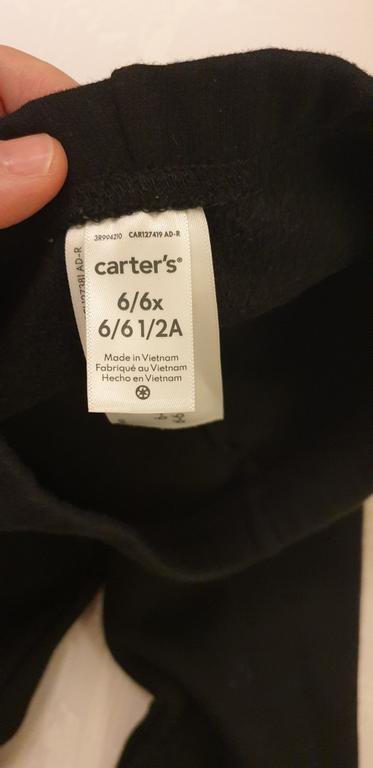 3R994210 CAR127419 AD-R
carter's®
6/6x
6/6 1/2A
Made in Vietnam
Fabriqué au Vietnam
Hecho en Vietnam
AD-R